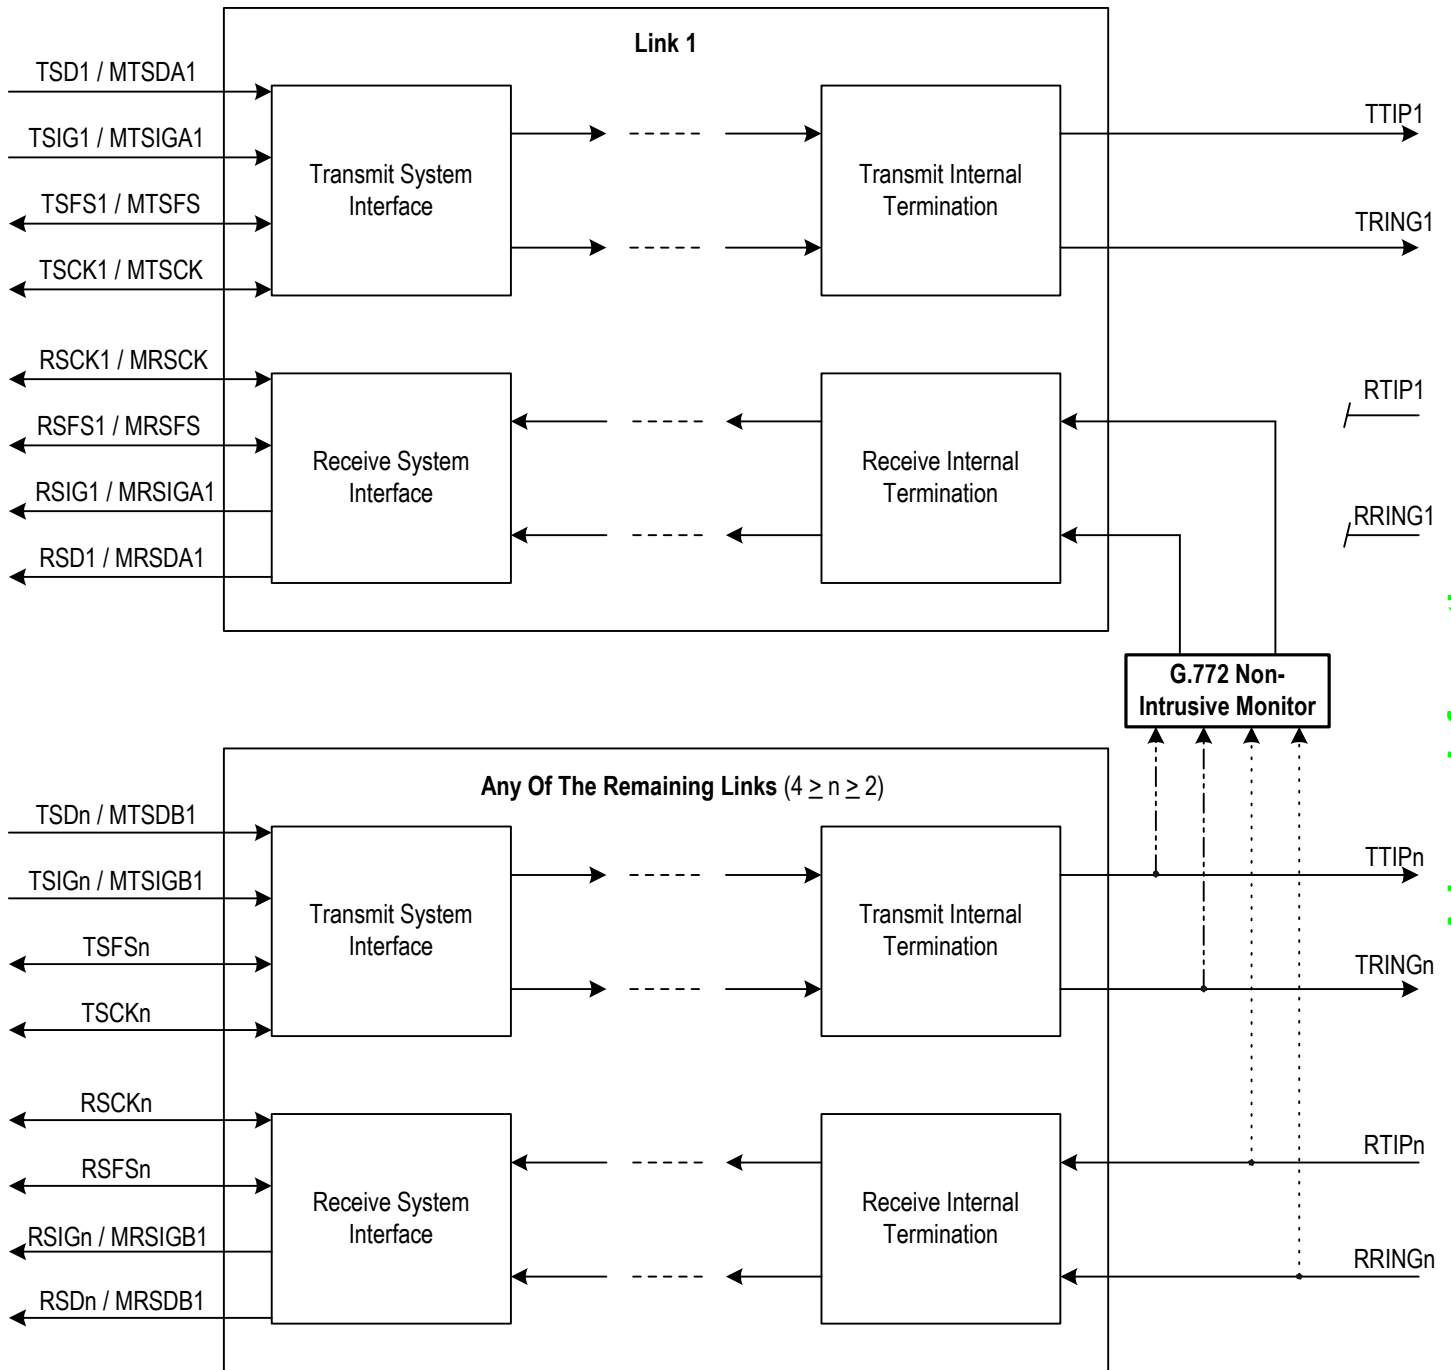 Link 1
TSD1 / MTSDA1
TSIG1 / MTSIGA1
TSFS1 / MTSFS
TSCK1 / MTSCK
Transmit System
Interface
Transmit Internal
Termination
TTIP1
TRING1
RSCK1 / MRSCK
RSFS1 / MRSFS
RSIG1 / MRSIGA1
RSD1 / MRSDA1
Receive System
Interface
Receive Internal
Termination
RTIP1
RRING1
G.772 Non-
Intrusive Monitor
Any Of The Remaining Links (4 ≥ n ≥ 2)
TSDn / MTSDB1
TSIGn / MTSIGB1
TSFSn
TSCKn
Transmit System
Interface
Transmit Internal
Termination
TTIPn
TRINGn
RSCKn
RSFSn
RSIGn / MRSIGB1
RSDn / MRSDB1
Receive System
Interface
Receive Internal
Termination
RTIPn
RRINGn